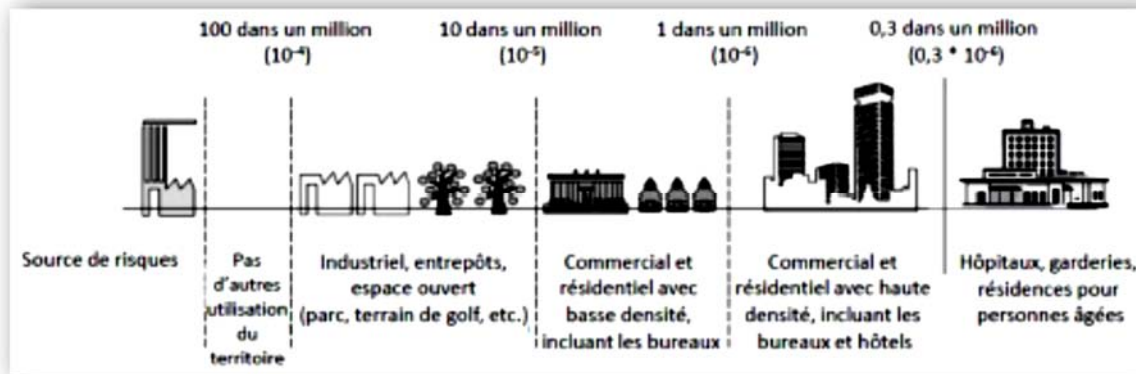 100 dans un million
(10⁻⁴)
10 dans un million
(10⁻⁵)
1 dans un million
(10⁻⁶)
0,3 dans un million
(0,3 * 10⁻⁶)
Source de risques
Pas
d'autres
utilisation
du
territoire
Industriel, entrepôts,
espace ouvert
(parc, terrain de golf, etc.)
Commercial et
résidentiel avec
basse densité,
incluant les bureaux
Commercial et
résidentiel avec haute
densité, incluant les
bureaux et hôtels
Hôpitaux, garderies,
résidences pour
personnes âgées